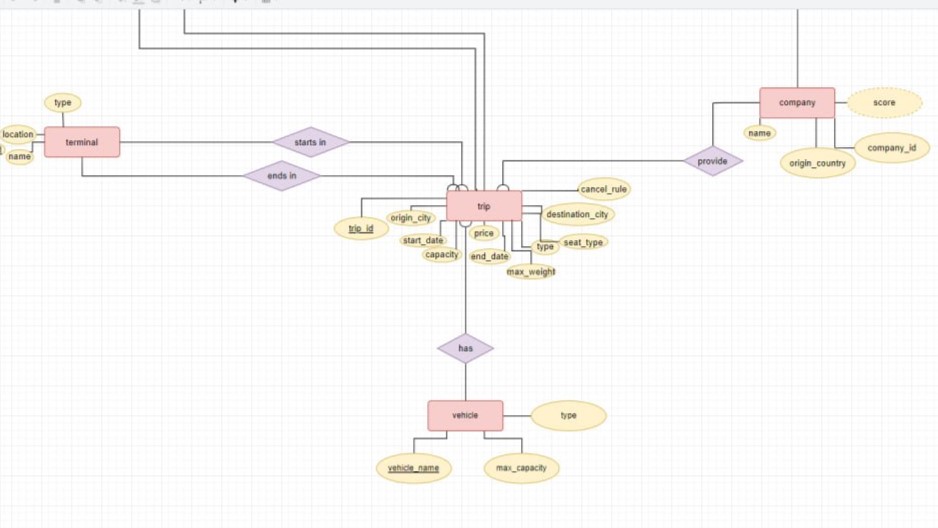 type
location
terminal
name
starts in
ends in
company
score
name
origin_country
company_id
provide
cancel_rule
trip
origin_city
destination_city
trip_id
price
start_date
seat_type
type
capacity
end_date
max_weight
has
vehicle
type
vehicle_name
max_capacity